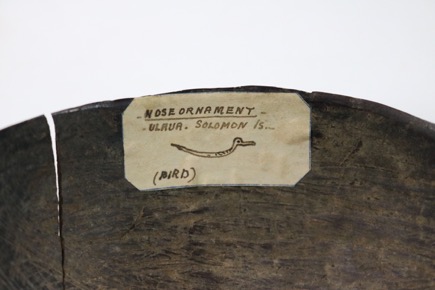 NOSE ORNAMENT -
- ULAUA. SOLOMON Is.
(BIRD)